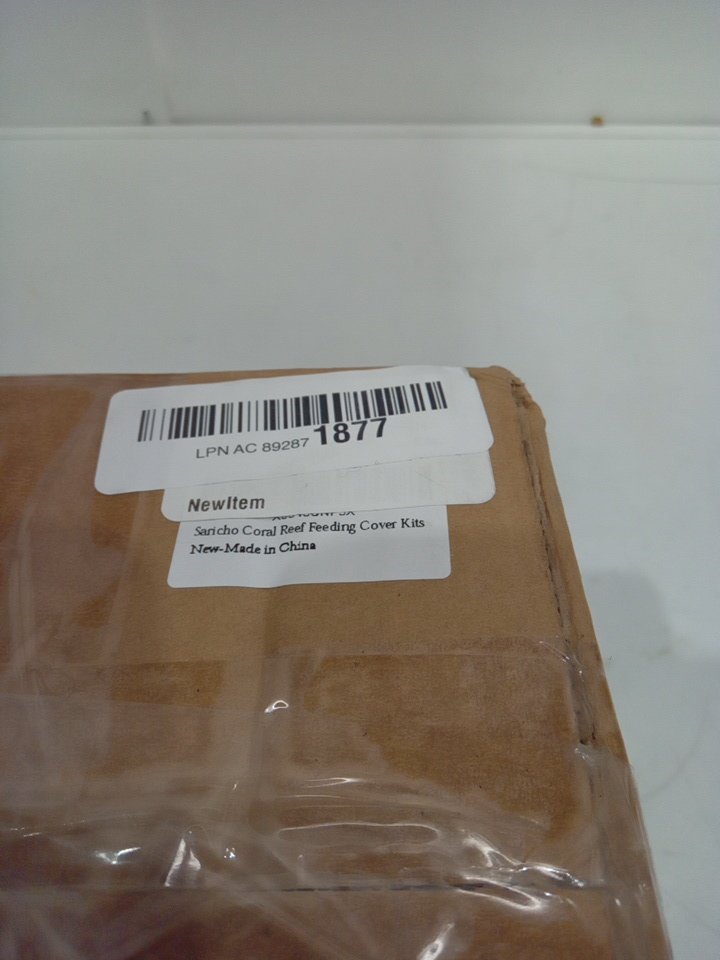 LPN AC 89287 1877
NewItem
Saricho Coral Reef Feeding Cover Kits
New-Made in China